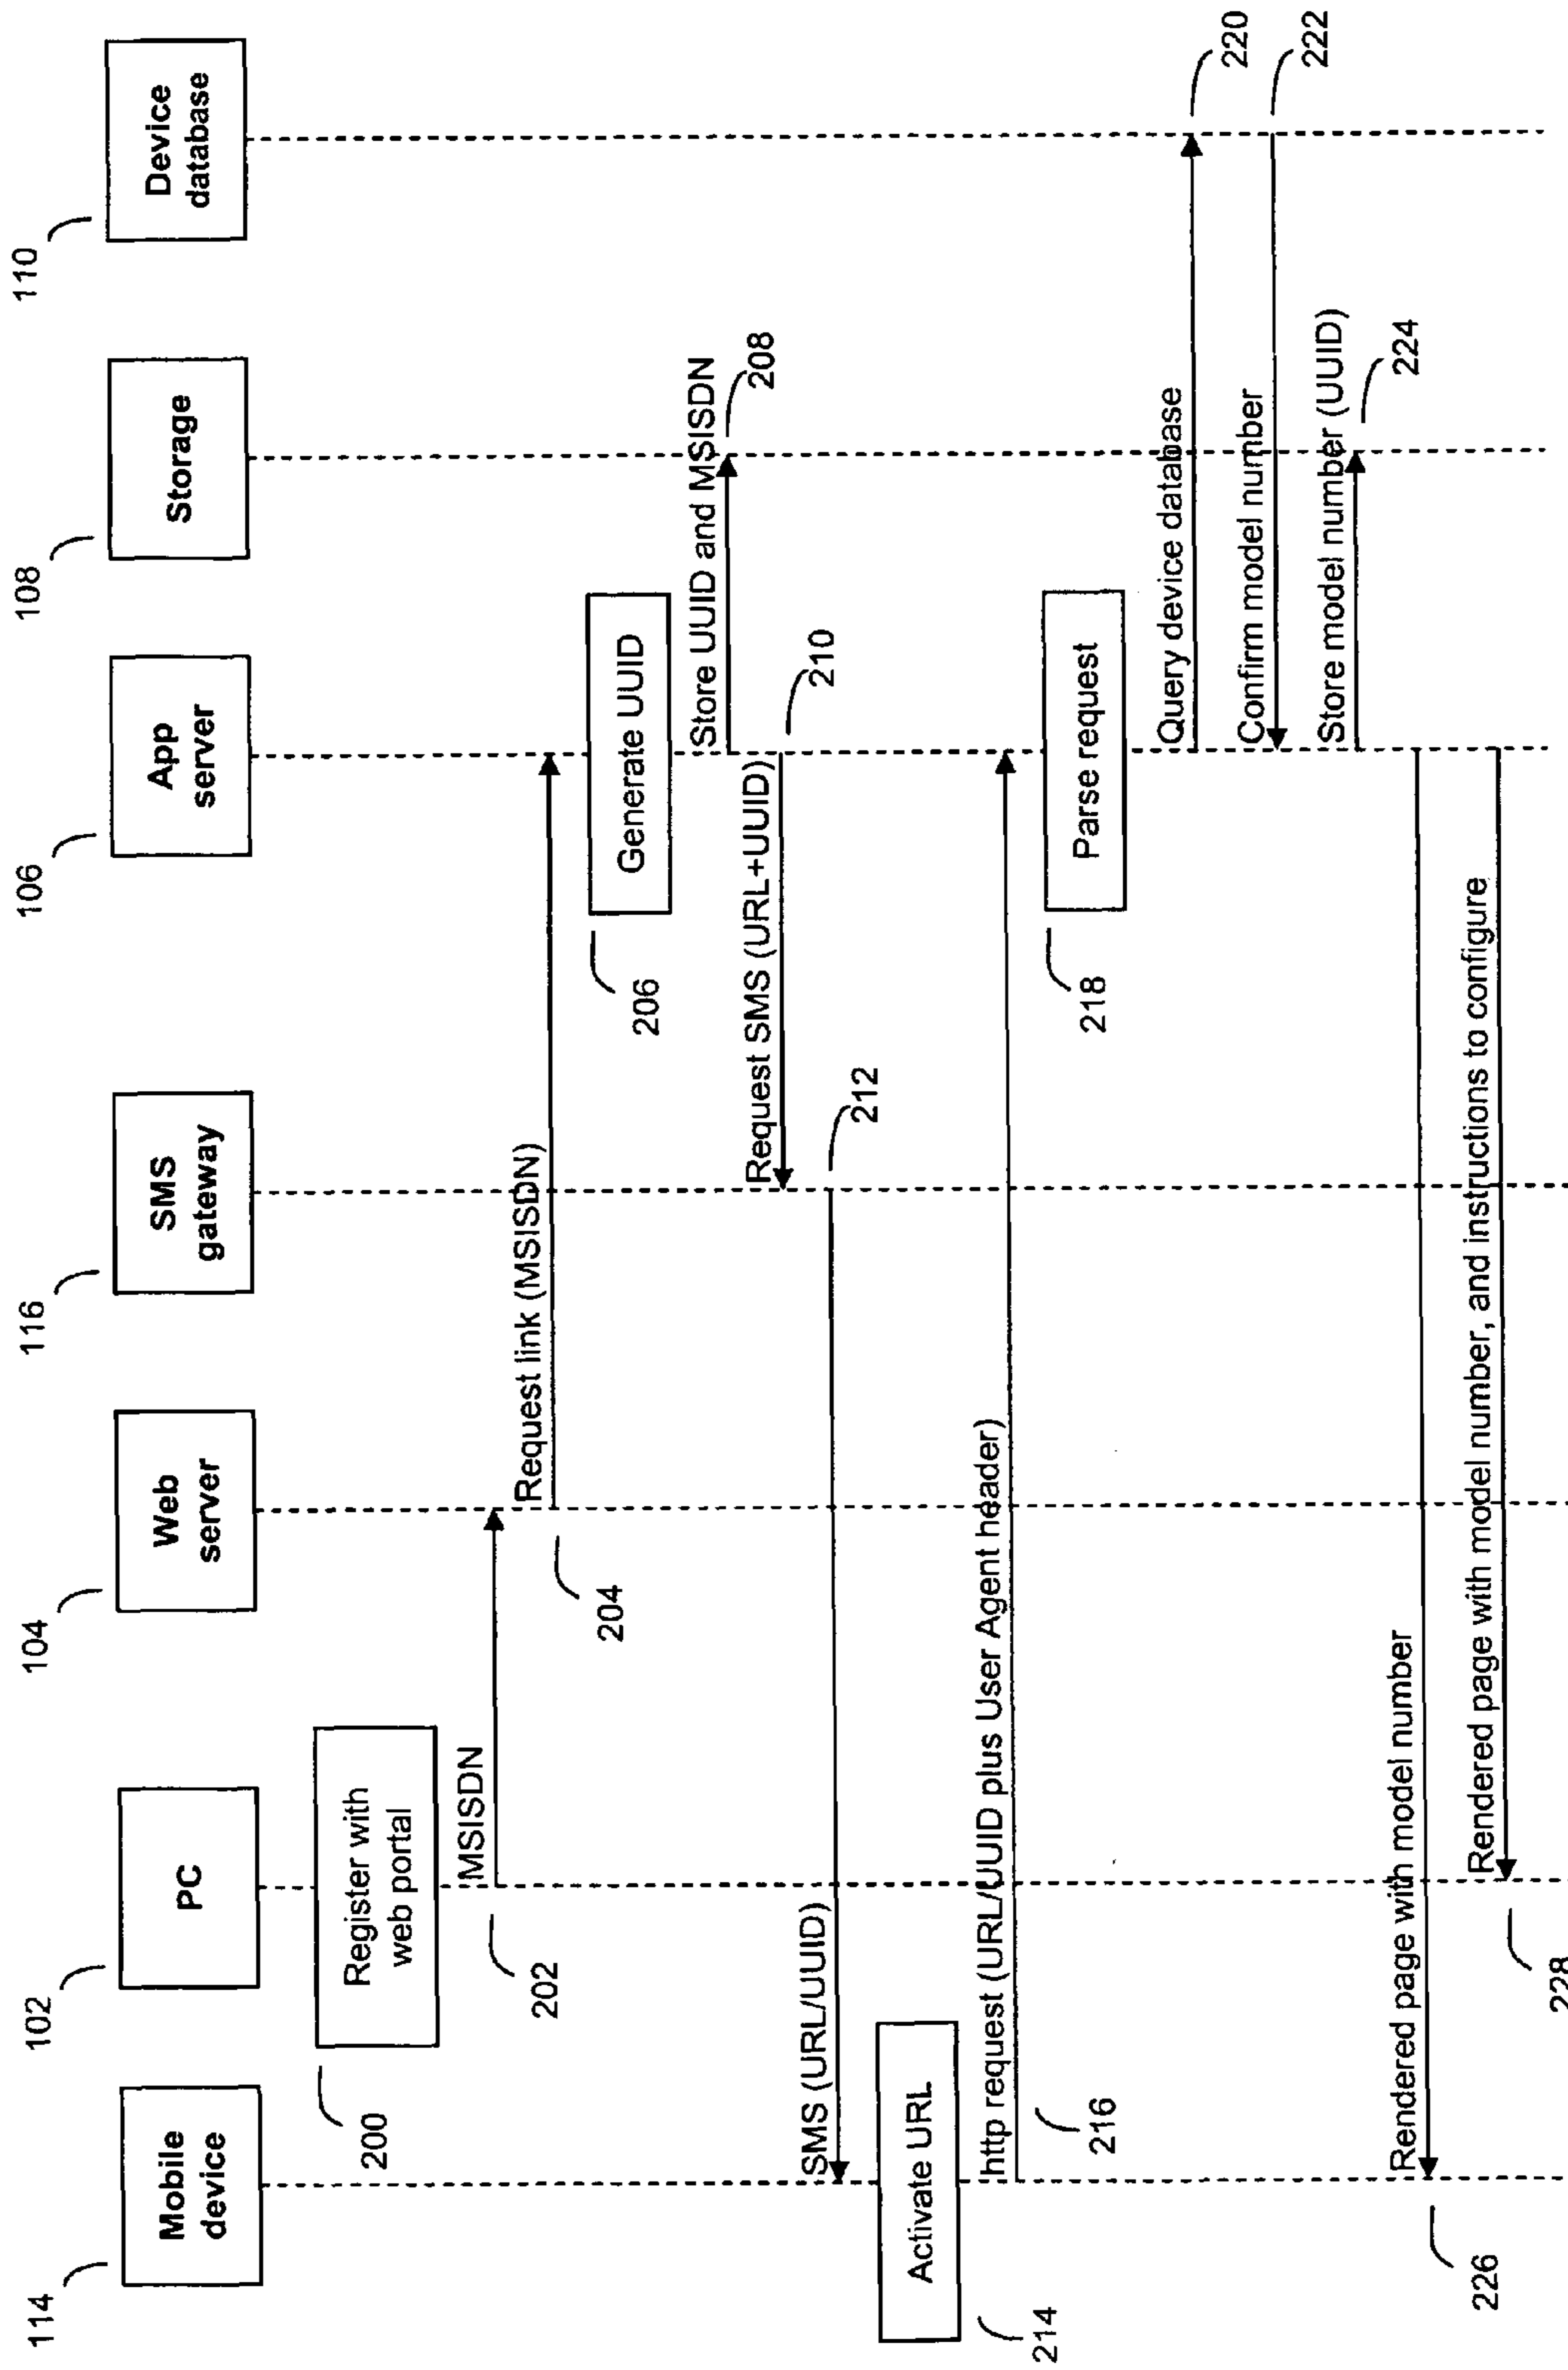 114
Mobile
device
102
PC
104
Web
server
116
SMS
gateway
106
App
server
108
Storage
110
Device
database
200
Register with
web portal
MSISDN
202
Request link (MSISDN)
204
Generate UUID
206
Store UUID and MSISDN
208
Request SMS (URL+UUID)
210
SMS (URL/UUID)
212
Activate URL
214
http request (URL/UUID plus User Agent header)
216
Parse request
218
Query device database
220
Confirm model number
222
Store model number (UUID)
224
Rendered page with model number
226
Rendered page with model number, and instructions to configure
228